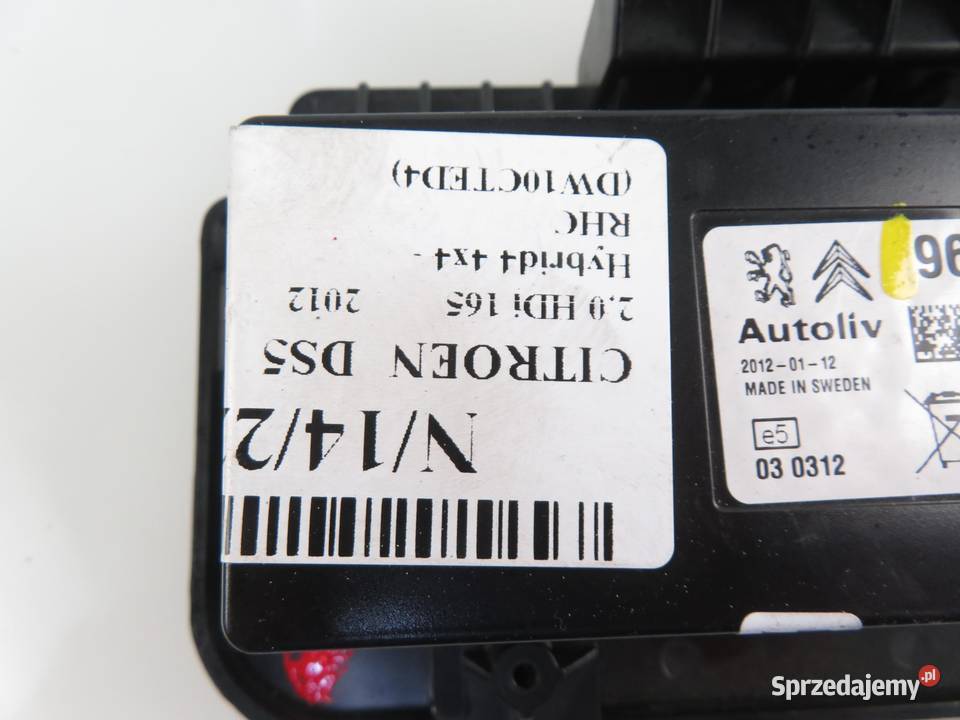 N/14/2
CITROEN DS5
2.0 HDi 165 2012
Hybrid4 4x4 -
RHC
(DW10CTED4)
96
Autoliv
2012-01-12
MADE IN SWEDEN
e5
03 0312
Sprzedajemy.pl